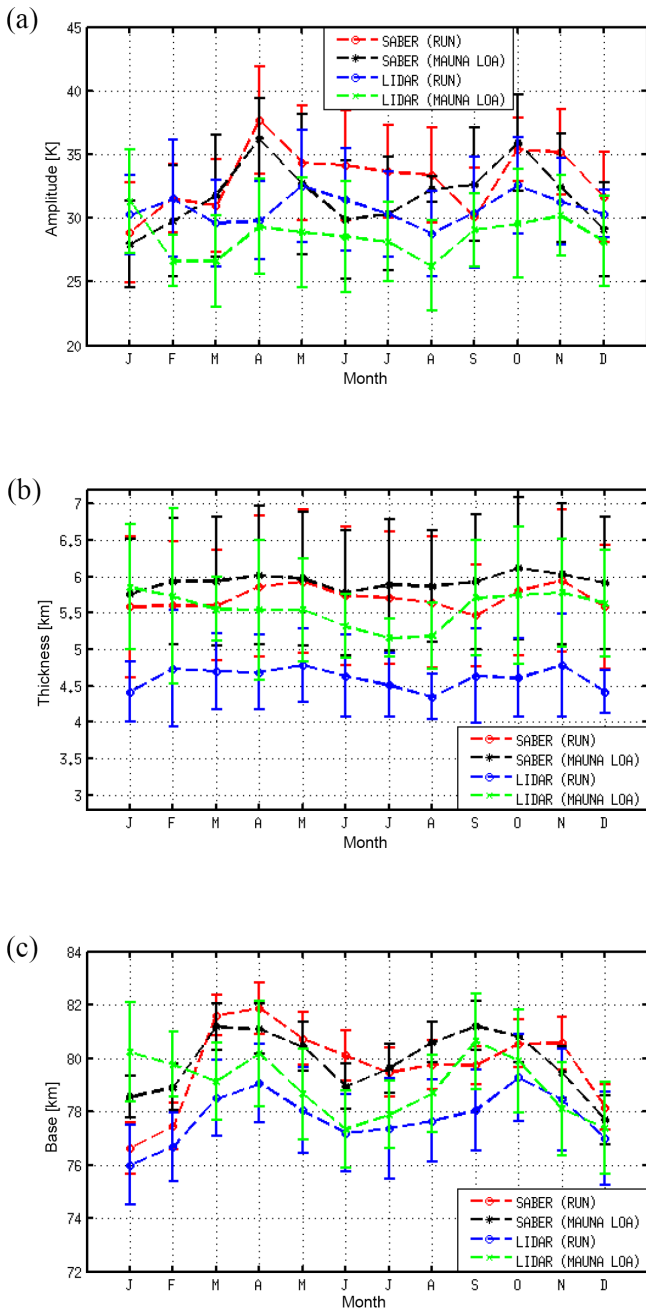 (a)
45
40
35
30
25
20
Amplitude [K]
SABER (RUN)
SABER (MAUNA LOA)
LIDAR (RUN)
LIDAR (MAUNA LOA)
J F M A M J J A S O N D
Month
(b)
7
6.5
6
5.5
5
4.5
4
3.5
3
Thickness [km]
SABER (RUN)
SABER (MAUNA LOA)
LIDAR (RUN)
LIDAR (MAUNA LOA)
J F M A M J J A S O N D
Month
(c)
84
82
80
78
76
74
72
Base [km]
SABER (RUN)
SABER (MAUNA LOA)
LIDAR (RUN)
LIDAR (MAUNA LOA)
J F M A M J J A S O N D
Month